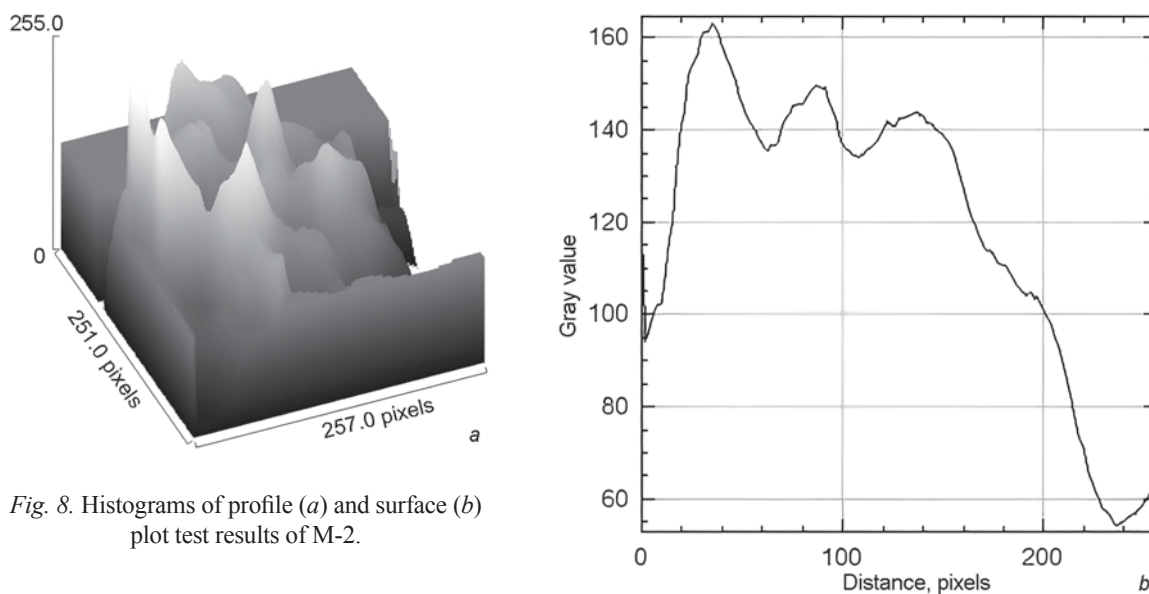 255.0
0
251.0 pixels
257.0 pixels
a
Fig. 8. Histograms of profile (a) and surface (b)
plot test results of M-2.
160
140
120
100
80
60
Gray value
0
100
200
Distance, pixels
b